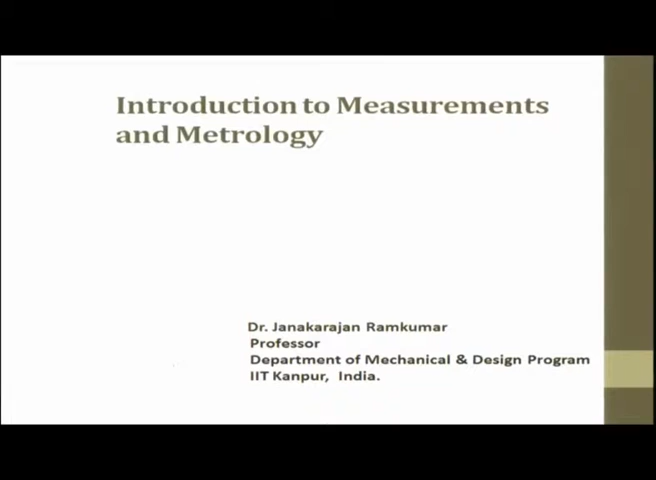 Introduction to Measurements
and Metrology
Dr. Janakarajan Ramkumar
Professor
Department of Mechanical & Design Program
IIT Kanpur, India.